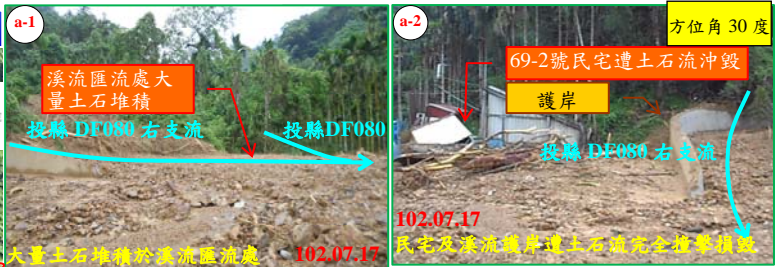 a-1
溪流匯流處大
量土石堆積
投縣 DF080 右支流
投縣DF080
102.07.17
大量土石堆積於溪流匯流處
a-2
方位角 30 度
69-2號民宅遭土石流沖毀
護岸
投縣 DF080 右支流
102.07.17
民宅及溪流護岸遭土石流完全撞擊損毀